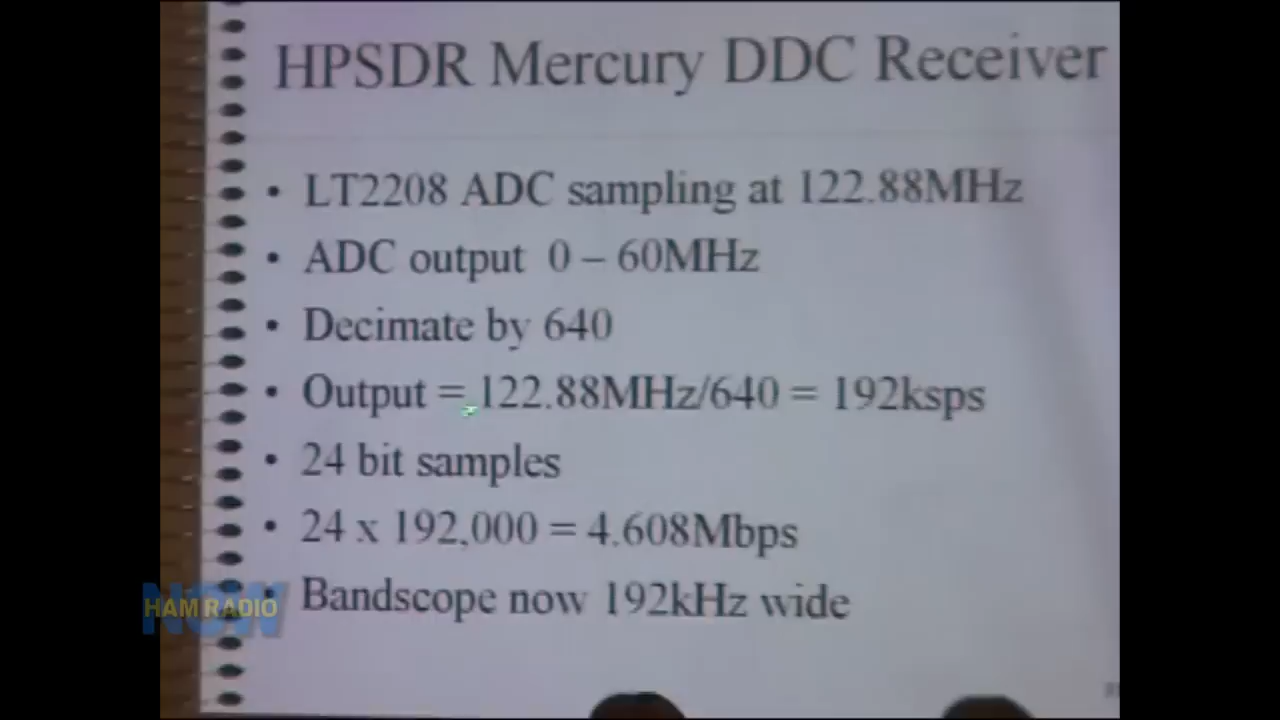 HPSDR Mercury DDC Receiver
• LT2208 ADC sampling at 122.88MHz
• ADC output 0 – 60MHz
• Decimate by 640
• Output = 122.88MHz/640 = 192ksps
• 24 bit samples
• 24 x 192,000 = 4.608Mbps
• Bandscope now 192kHz wide
HAM RADIO
NOW